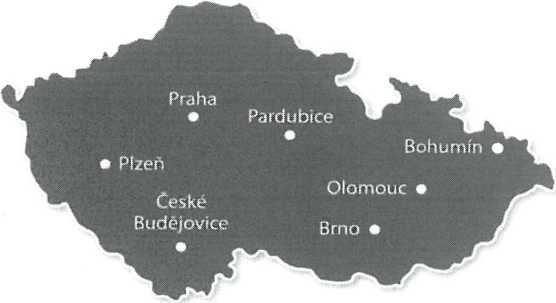 Praha
Pardubice
Bohumín
Plzeň
Olomouc
České
Budějovice
Brno